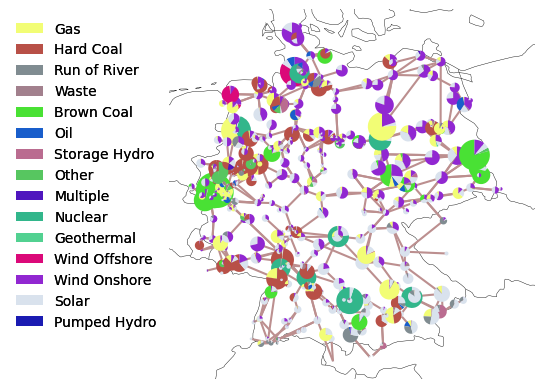 Gas
Hard Coal
Run of River
Waste
Brown Coal
Oil
Storage Hydro
Other
Multiple
Nuclear
Geothermal
Wind Offshore
Wind Onshore
Solar
Pumped Hydro